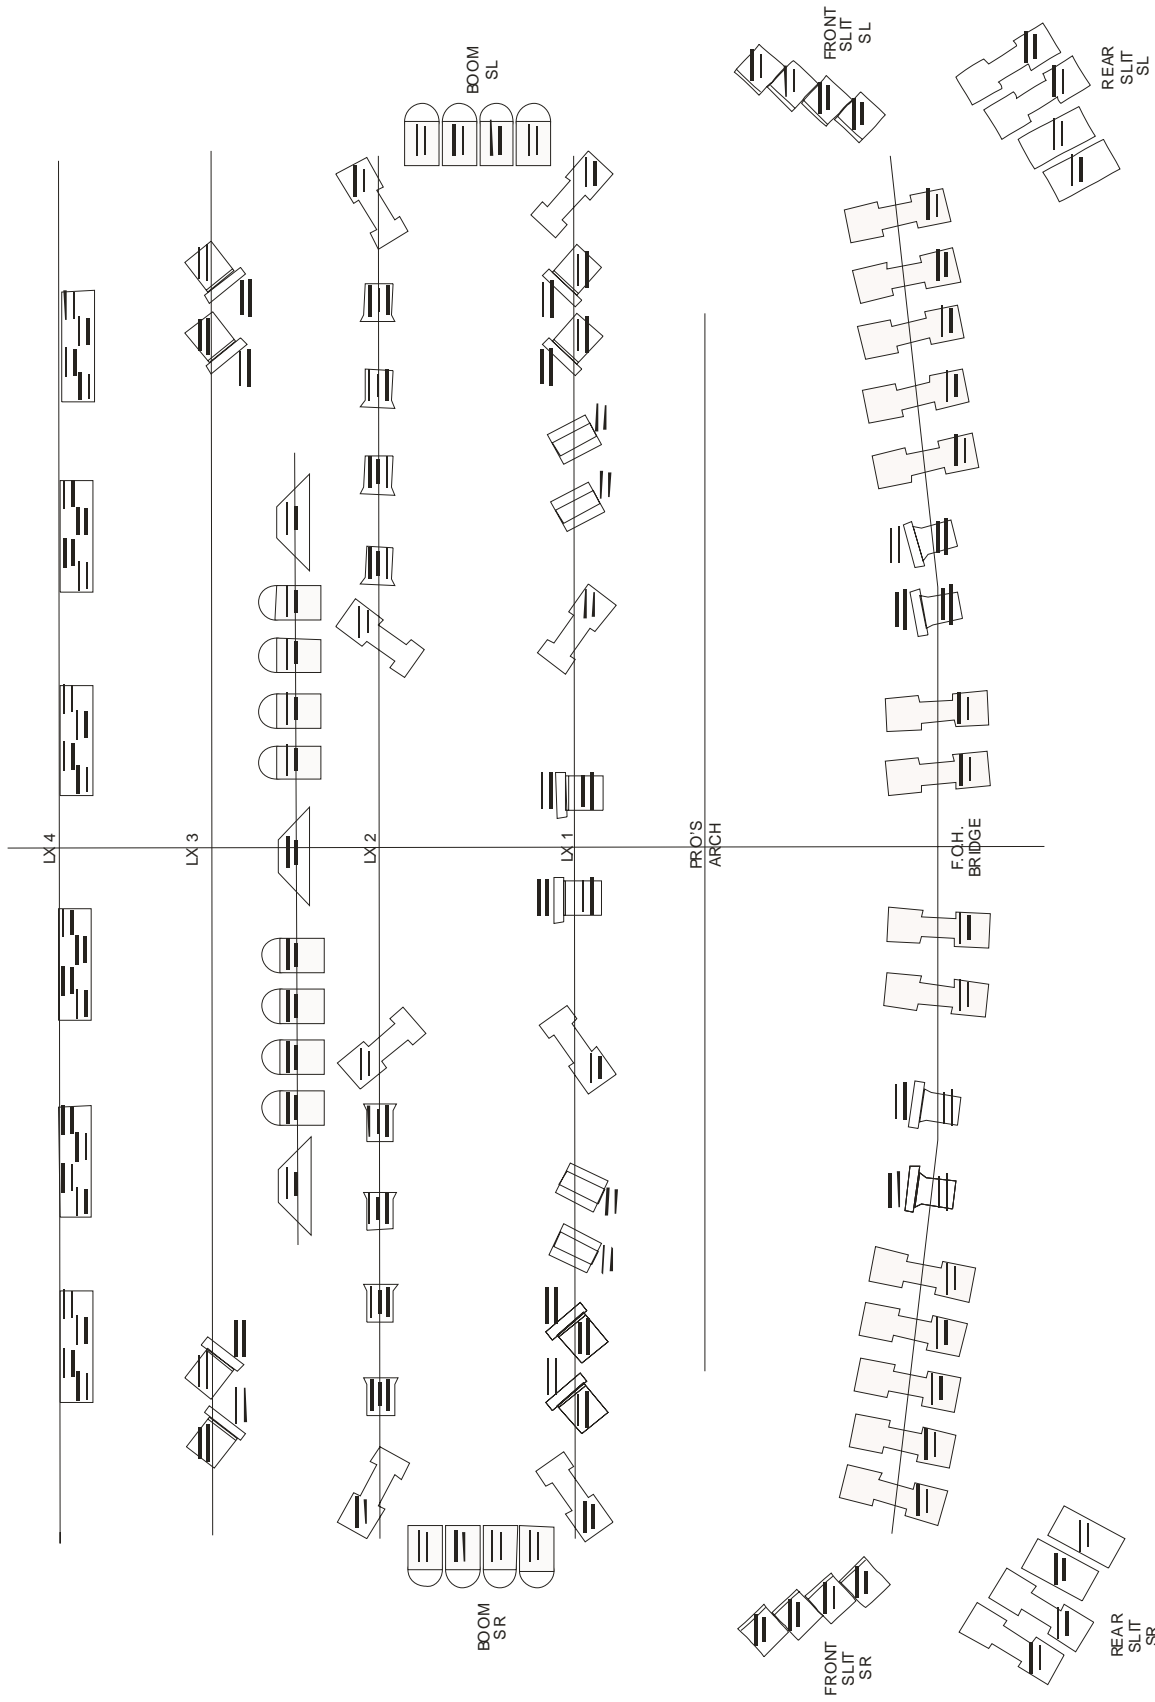 BOOM
SL
FRONT
SLIT
SL
REAR
SLIT
SL
LX 4
LX 3
LX 2
LX 1
PRO'S
ARCH
F.O.H.
BRIDGE
BOOM
SR
FRONT
SLIT
SR
REAR
SLIT
SR